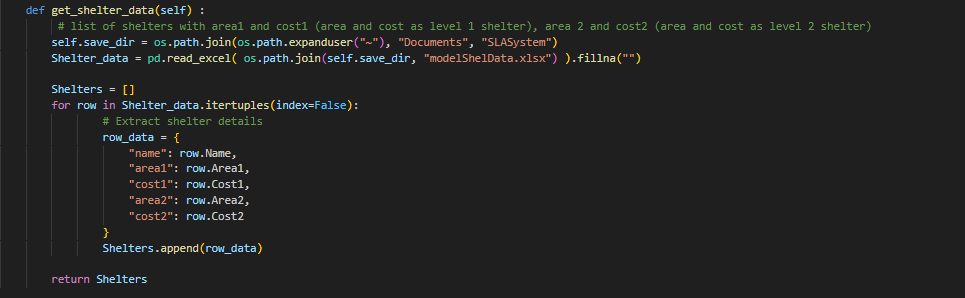 def get_shelter_data(self) :
# list of shelters with area1 and cost1 (area and cost as level 1 shelter), area 2 and cost2 (area and cost as level 2 shelter)
self.save_dir = os.path.join(os.path.expanduser("~"), "Documents", "SLASystem")
Shelter_data = pd.read_excel( os.path.join(self.save_dir, "modelShelData.xlsx") ).fillna("")
Shelters = []
for row in Shelter_data.itertuples(index=False):
# Extract shelter details
row_data = {
"name": row.Name,
"area1": row.Area1,
"cost1": row.Cost1,
"area2": row.Area2,
"cost2": row.Cost2
}
Shelters.append(row_data)
return Shelters